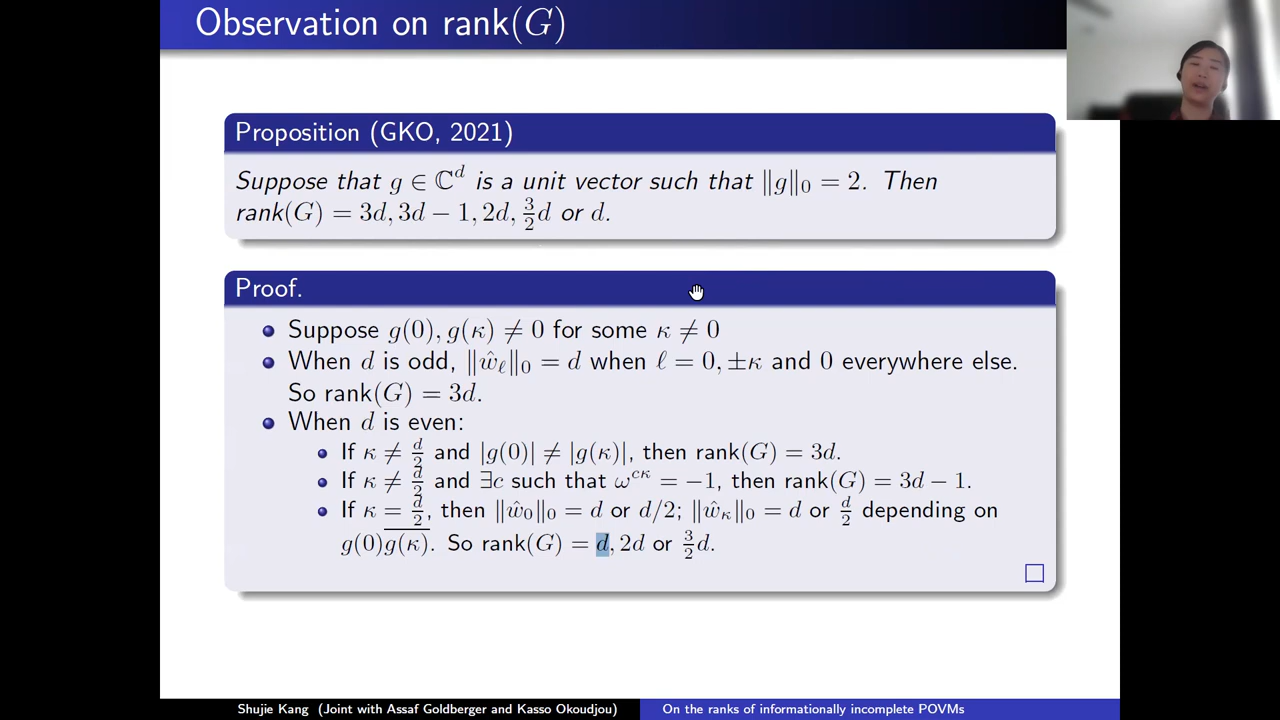 Observation on rank(G)
Proposition (GKO, 2021)
Suppose that g ∈ ℂ^d is a unit vector such that ‖g‖₀ = 2. Then
rank(G) = 3d, 3d − 1, 2d, 3/2 d or d.
Proof.
Suppose g(0), g(κ) ≠ 0 for some κ ≠ 0
When d is odd, ‖ŵ_ℓ‖₀ = d when ℓ = 0, ±κ and 0 everywhere else.
So rank(G) = 3d.
When d is even:
If κ ≠ d/2 and |g(0)| ≠ |g(κ)|, then rank(G) = 3d.
If κ ≠ d/2 and ∃c such that ω^{cκ} = −1, then rank(G) = 3d − 1.
If κ = d/2, then ‖ŵ₀‖₀ = d or d/2; ‖ŵ_κ‖₀ = d or d/2 depending on
g(0)\overline{g(κ)}. So rank(G) = d, 2d or 3/2 d.
Shujie Kang (Joint with Assaf Goldberger and Kasso Okoudjou)
On the ranks of informationally incomplete POVMs